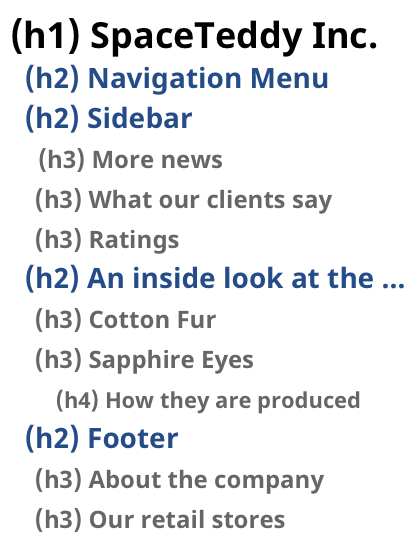 (h1) SpaceTeddy Inc.
(h2) Navigation Menu
(h2) Sidebar
(h3) More news
(h3) What our clients say
(h3) Ratings
(h2) An inside look at the ...
(h3) Cotton Fur
(h3) Sapphire Eyes
(h4) How they are produced
(h2) Footer
(h3) About the company
(h3) Our retail stores